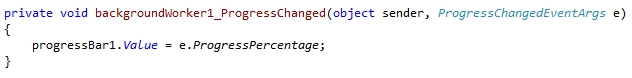 private void backgroundWorker1_ProgressChanged(object sender, ProgressChangedEventArgs e)
{
    progressBar1.Value = e.ProgressPercentage;
}